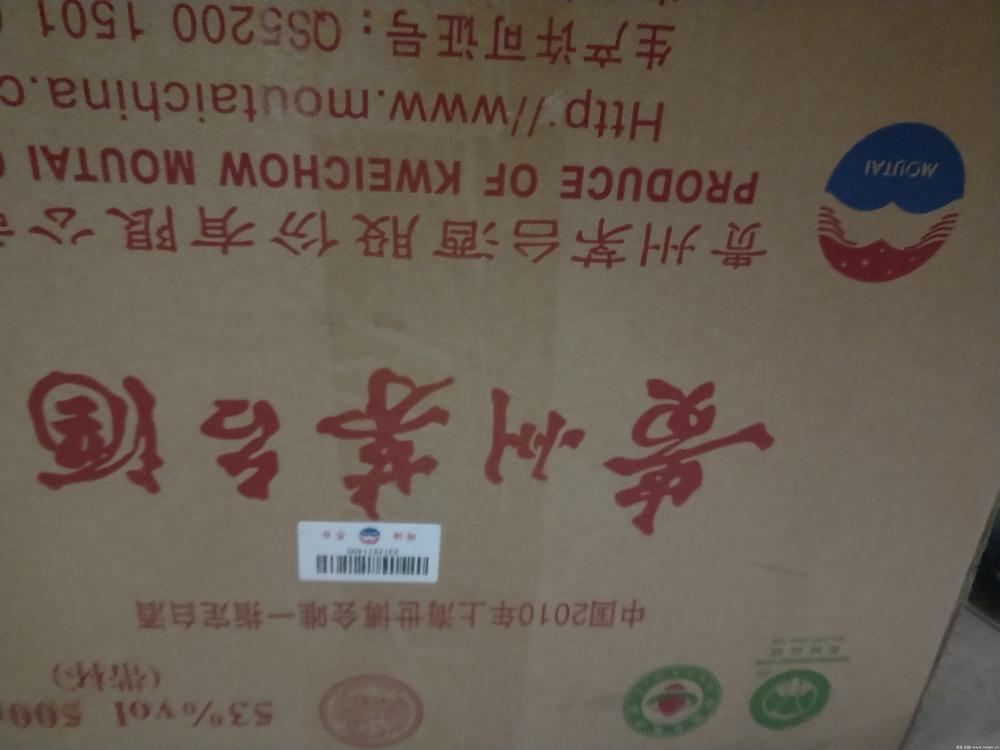 53%vol 500
(带杯)
中国2010年上海世博会唯一指定白酒
2312871400
贵州茅台酒
贵州茅台酒股份有限公司
MOUTAI
PRODUCE OF KWEICHOW MOUTAI
Http://www.moutaichina.c
生产许可证号：QS5200 1501